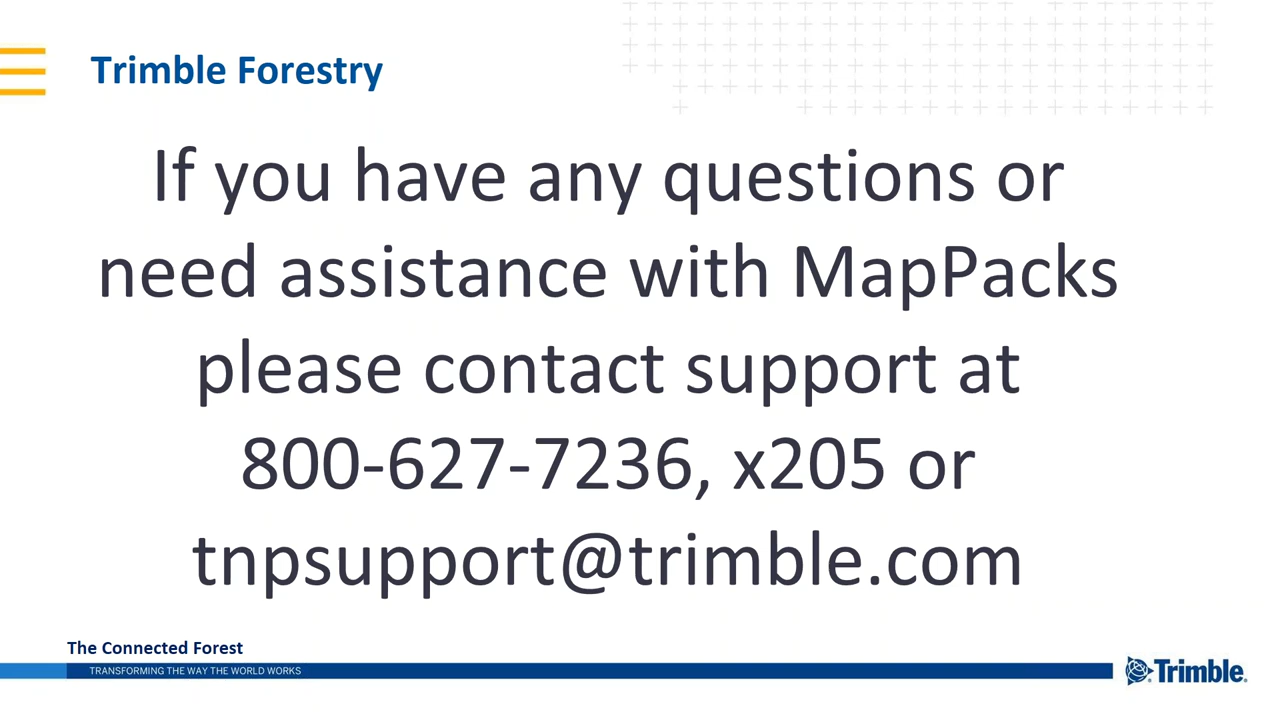 Trimble Forestry
If you have any questions or
need assistance with MapPacks
please contact support at
800-627-7236, x205 or
tnpsupport@trimble.com
The Connected Forest
TRANSFORMING THE WAY THE WORLD WORKS
Trimble